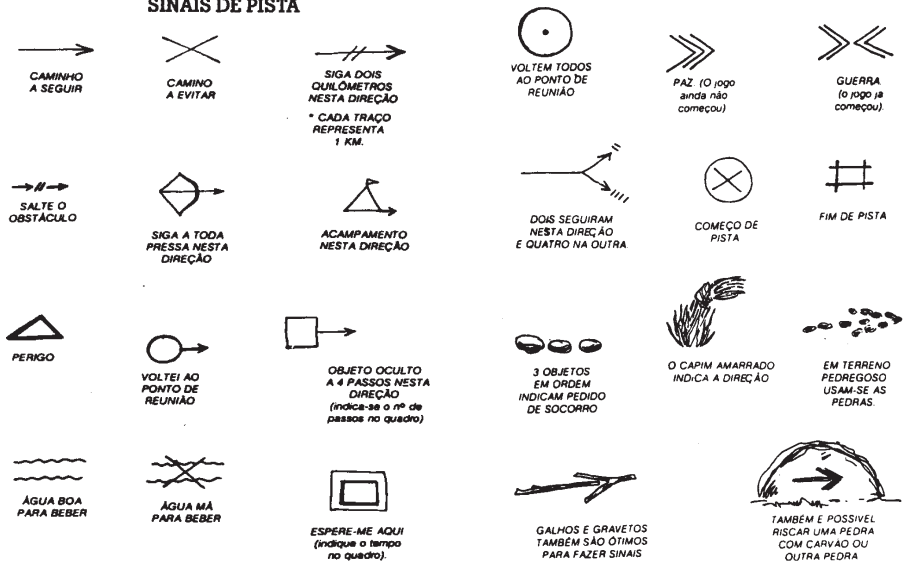 SINAIS DE PISTA
CAMINHO
A SEGUIR
CAMINO
A EVITAR
SIGA DOIS
QUILÔMETROS
NESTA DIREÇÃO
* CADA TRAÇO
REPRESENTA
1 KM.
VOLTEM TODOS
AO PONTO DE
REUNIÃO
PAZ. (O jogo
ainda não
começou)
GUERRA
(o jogo ja
começou).
SALTE O
OBSTÁCULO
SIGA A TODA
PRESSA NESTA
DIREÇÃO
ACAMPAMENTO
NESTA DIREÇÃO
DOIS SEGUIRAM
NESTA DIREÇÃO
E QUATRO NA OUTRA.
COMEÇO DE
PISTA
FIM DE PISTA
PERIGO
VOLTEI AO
PONTO DE
REUNIÃO
OBJETO OCULTO
A 4 PASSOS NESTA
DIREÇÃO
(indica-se o nº de
passos no quadro)
3 OBJETOS
EM ORDEM
INDICAM PEDIDO
DE SOCORRO
O CAPIM AMARRADO
INDICA A DIREÇÃO
EM TERRENO
PEDREGOSO
USAM-SE AS
PEDRAS.
ÁGUA BOA
PARA BEBER
ÁGUA MÁ
PARA BEBER
ESPERE-ME AQUI
(indique o tempo
no quadro).
GALHOS E GRAVETOS
TAMBÉM SÃO ÓTIMOS
PARA FAZER SINAIS
TAMBÉM E POSSIVEL
RISCAR UMA PEDRA
COM CARVÃO OU
OUTRA PEDRA